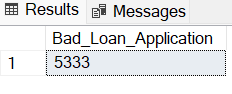 Results Messages
Bad_Loan_Application
1 5333